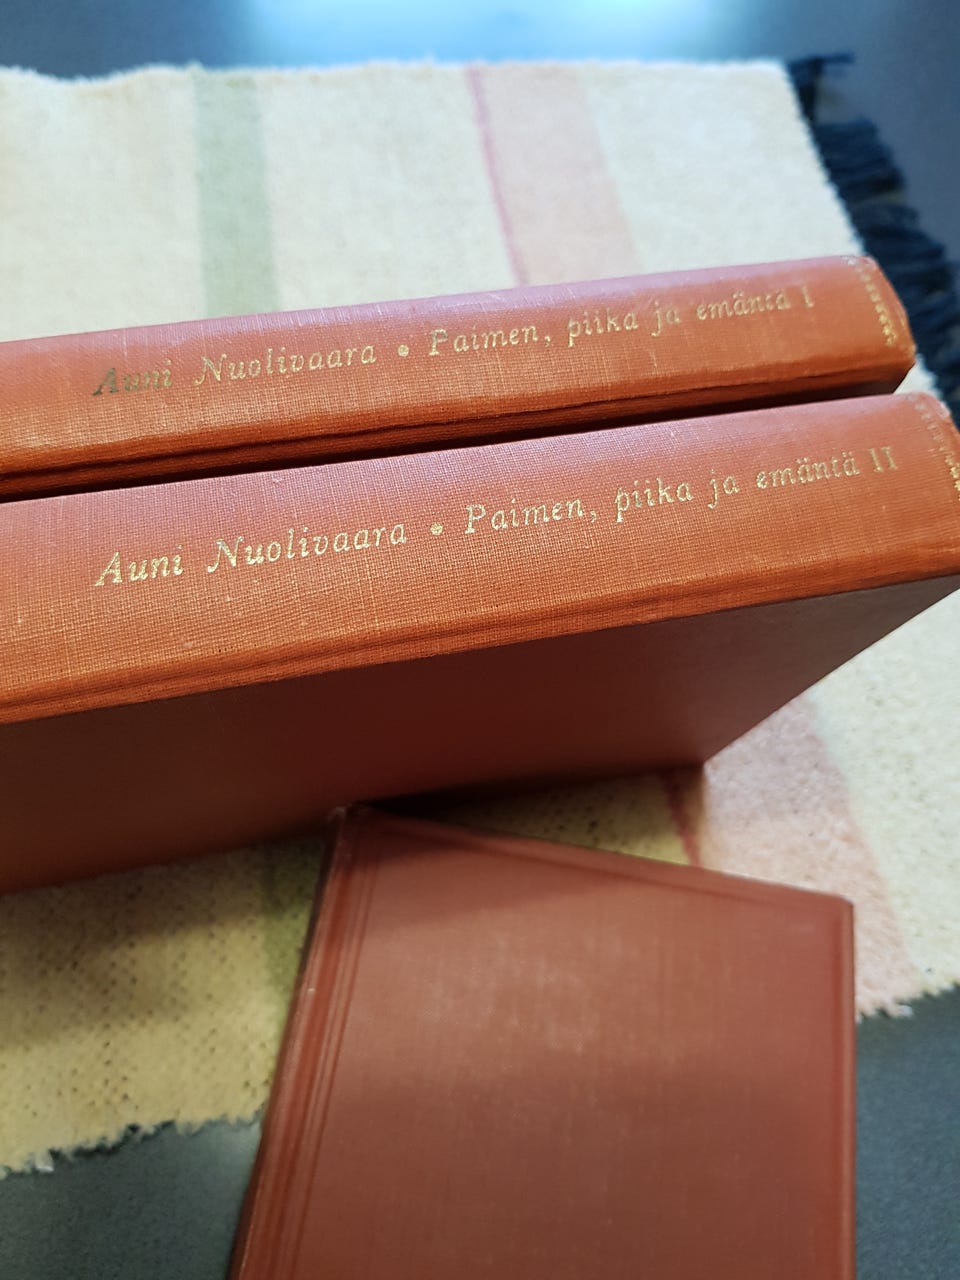 Auni Nuolivaara • Paimen, piika ja emäntä I
Auni Nuolivaara • Paimen, piika ja emäntä II